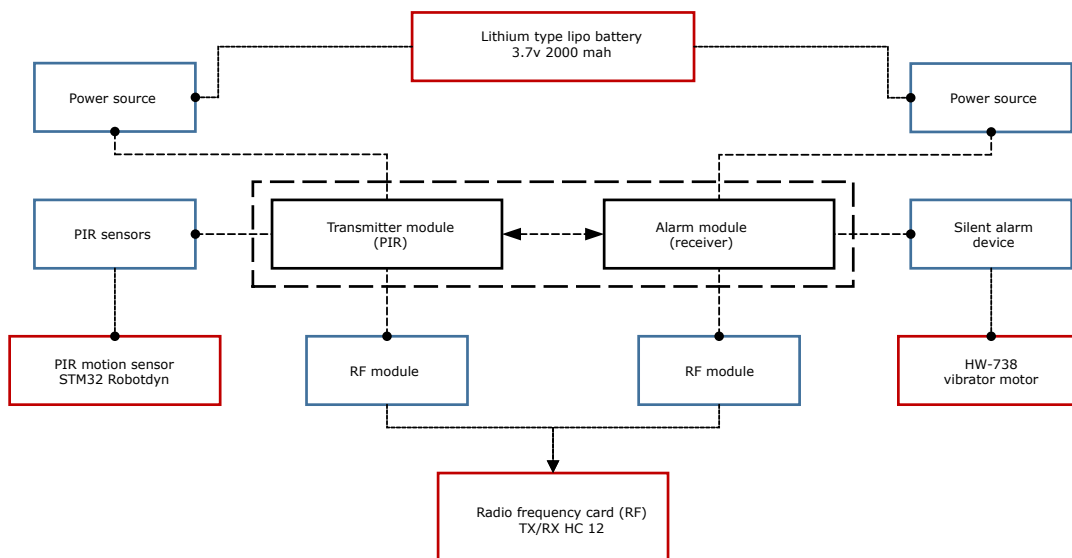 Lithium type lipo battery
3.7v 2000 mah
Power source
Power source
PIR sensors
Transmitter module
(PIR)
Alarm module
(receiver)
Silent alarm
device
PIR motion sensor
STM32 Robotdyn
RF module
RF module
HW-738
vibrator motor
Radio frequency card (RF)
TX/RX HC 12